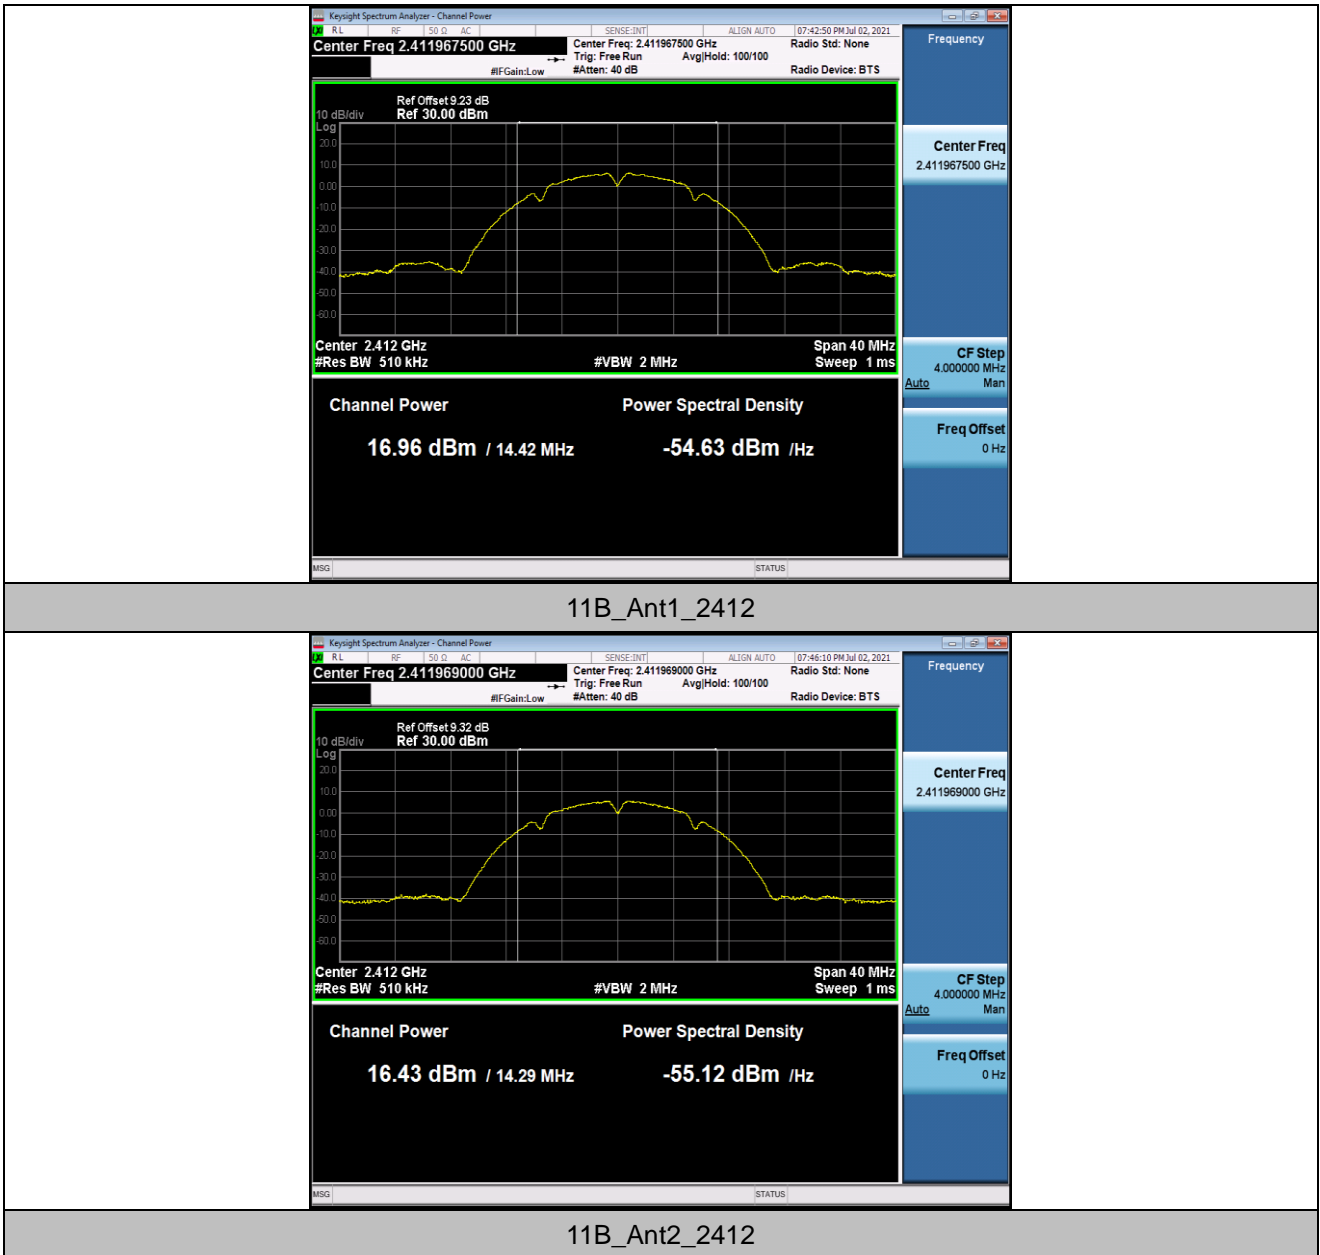 Keysight Spectrum Analyzer - Channel Power
RL RF 50 Ω AC SENSE:INT ALIGN AUTO 07:42:50 PM Jul 02, 2021
Center Freq 2.411967500 GHz
Center Freq: 2.411967500 GHz Radio Std: None
Trig: Free Run Avg|Hold: 100/100
#IFGain:Low #Atten: 40 dB Radio Device: BTS
Ref Offset 9.23 dB
10 dB/div Ref 30.00 dBm
Log
20.0
10.0
0.00
-10.0
-20.0
-30.0
-40.0
-50.0
-60.0
Center 2.412 GHz Span 40 MHz
#Res BW 510 kHz #VBW 2 MHz Sweep 1 ms
Channel Power Power Spectral Density
16.96 dBm / 14.42 MHz -54.63 dBm /Hz
MSG STATUS
Frequency
Center Freq
2.411967500 GHz
CF Step
4.000000 MHz
Auto Man
Freq Offset
0 Hz
11B_Ant1_2412
Keysight Spectrum Analyzer - Channel Power
RL RF 50 Ω AC SENSE:INT ALIGN AUTO 07:46:10 PM Jul 02, 2021
Center Freq 2.411969000 GHz
Center Freq: 2.411969000 GHz Radio Std: None
Trig: Free Run Avg|Hold: 100/100
#IFGain:Low #Atten: 40 dB Radio Device: BTS
Ref Offset 9.32 dB
10 dB/div Ref 30.00 dBm
Log
20.0
10.0
0.00
-10.0
-20.0
-30.0
-40.0
-50.0
-60.0
Center 2.412 GHz Span 40 MHz
#Res BW 510 kHz #VBW 2 MHz Sweep 1 ms
Channel Power Power Spectral Density
16.43 dBm / 14.29 MHz -55.12 dBm /Hz
MSG STATUS
Frequency
Center Freq
2.411969000 GHz
CF Step
4.000000 MHz
Auto Man
Freq Offset
0 Hz
11B_Ant2_2412